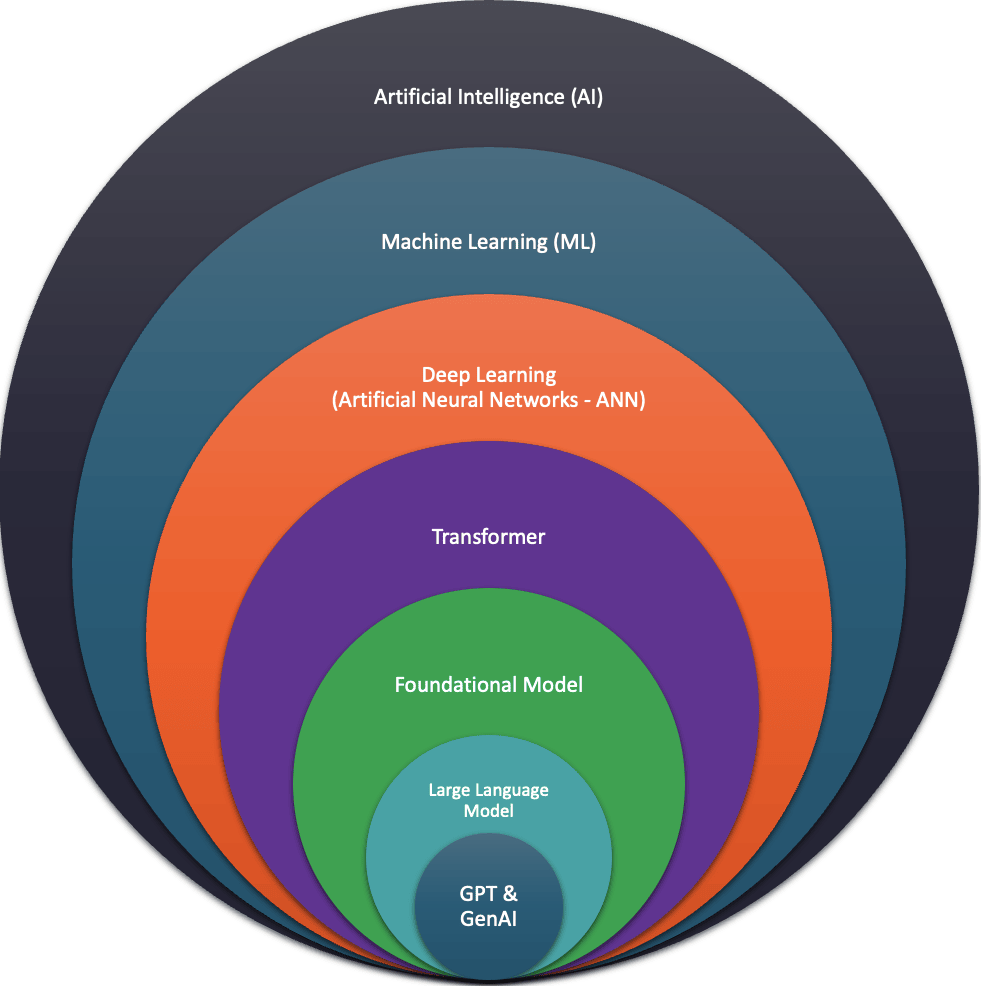 Artificial Intelligence (AI)
Machine Learning (ML)
Deep Learning
(Artificial Neural Networks - ANN)
Transformer
Foundational Model
Large Language
Model
GPT &
GenAI